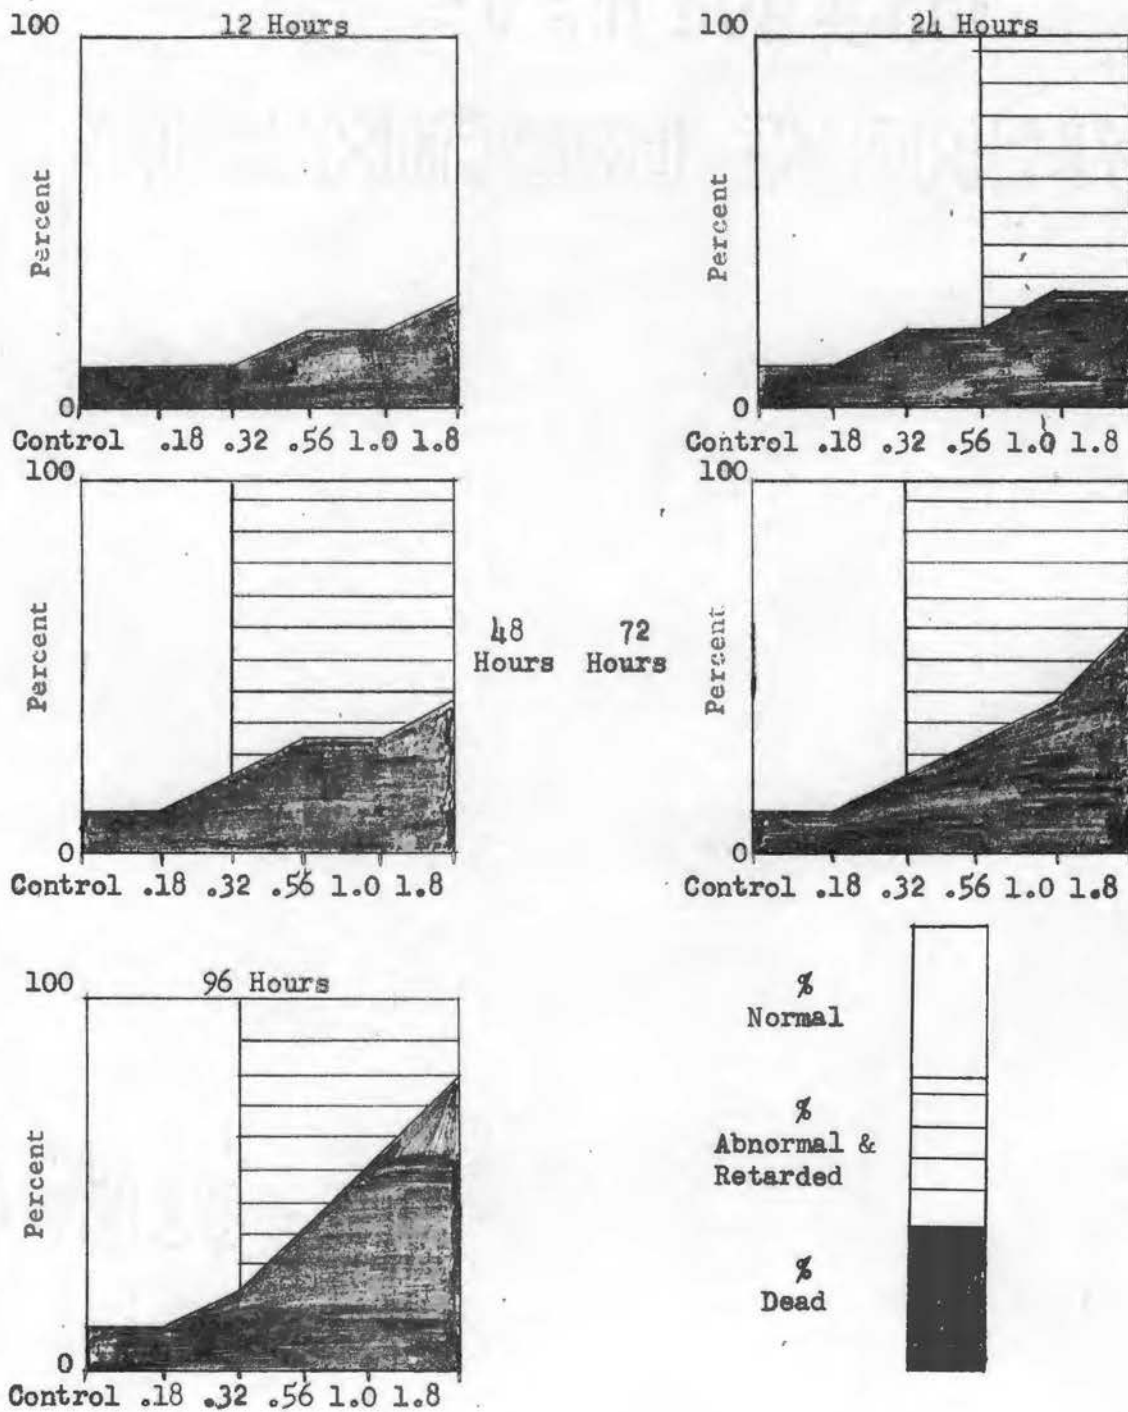 100
12 Hours
Percent
0
Control .18 .32 .56 1.0 1.8
100
24 Hours
Percent
0
Control .18 .32 .56 1.0 1.8
100
Percent
0
Control .18 .32 .56 1.0 1.8
48
Hours
72
Hours
100
Percent
0
Control .18 .32 .56 1.0 1.8
100
96 Hours
Percent
0
Control .18 .32 .56 1.0 1.8
%
Normal
%
Abnormal &
Retarded
%
Dead